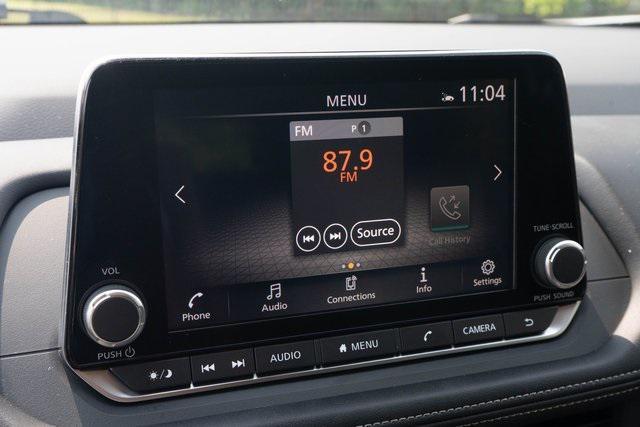 MENU
11:04
FM P 1
87.9
FM
Source
Call History
Phone Audio Connections Info Settings
VOL
PUSH
TUNE·SCROLL
PUSH SOUND
AUDIO MENU CAMERA